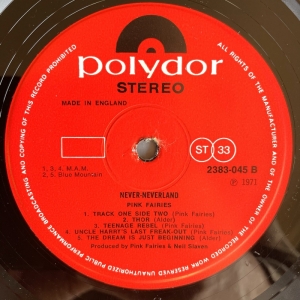 polydor
STEREO
MADE IN ENGLAND
ST 33
1, 3, 4. M.A.M.
2, 5. Blue Mountain
2383-045 B
℗ 1971
NEVER-NEVERLAND
PINK FAIRIES
1. TRACK ONE SIDE TWO (Pink Fairies)
2. THOR (Rider)
3. TEENAGE REBEL (Pink Fairies)
4. UNCLE HARRY'S LAST FREAK-OUT (Pink Fairies)
5. THE DREAM IS JUST BEGINNING (Alder)
Produced by Pink Fairies & Neil Slaven
ALL RIGHTS OF THE MANUFACTURER AND OF THE OWNER OF THE RECORDED WORK RESERVED UNAUTHORIZED PUBLIC PERFORMANCE BROADCASTING AND COPYING OF THIS RECORD PROHIBITED